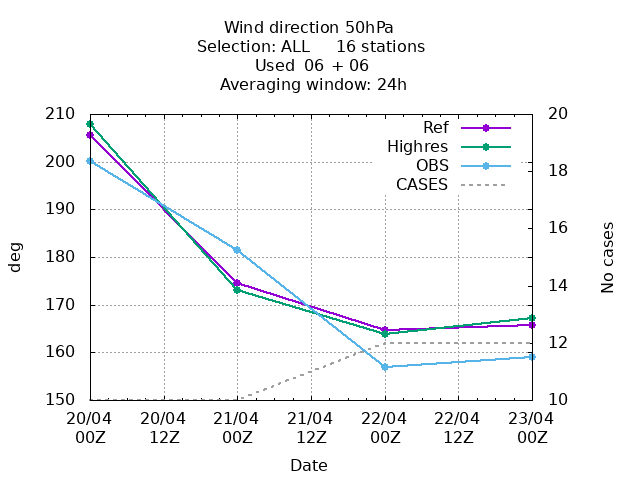 Wind direction 50hPa
Selection: ALL     16 stations
Used  06 + 06
Averaging window: 24h
210 20
Ref
Highres
OBS
CASES
200
190
180
170
160
150
18
16
14
12
10
deg
No cases
20/04 20/04 21/04 21/04 22/04 22/04 23/04
00Z 12Z 00Z 12Z 00Z 12Z 00Z
Date